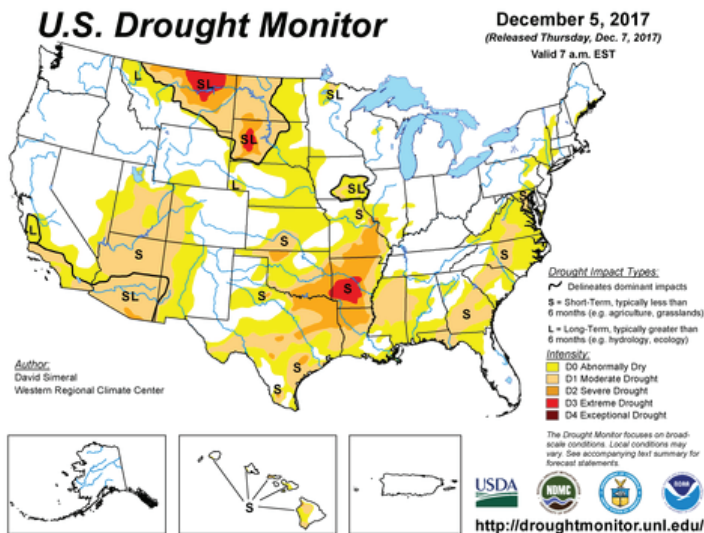 U.S. Drought Monitor
December 5, 2017
(Released Thursday, Dec. 7, 2017)
Valid 7 a.m. EST
L
SL
SL
SL
L
SL
S
L
S
S
SL
S
S
S
S
S
S
S
S
Drought Impact Types:
Delineates dominant impacts
S = Short-Term, typically less than
6 months (e.g. agriculture, grasslands)
L = Long-Term, typically greater than
6 months (e.g. hydrology, ecology)
Intensity:
D0 Abnormally Dry
D1 Moderate Drought
D2 Severe Drought
D3 Extreme Drought
D4 Exceptional Drought
Author:
David Simeral
Western Regional Climate Center
The Drought Monitor focuses on broad-
scale conditions. Local conditions may
vary. See accompanying text summary for
forecast statements.
S
USDA
NDMC
http://droughtmonitor.unl.edu/